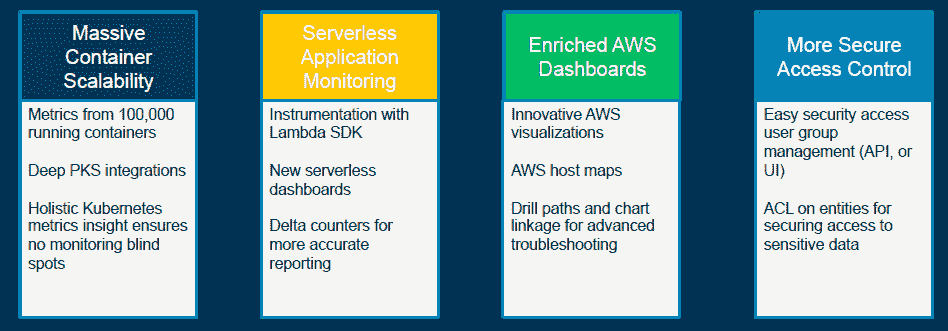 Massive
Container
Scalability
Metrics from 100,000
running containers
Deep PKS integrations
Holistic Kubernetes
metrics insight ensures
no monitoring blind
spots
Serverless
Application
Monitoring
Instrumentation with
Lambda SDK
New serverless
dashboards
Delta counters for
more accurate
reporting
Enriched AWS
Dashboards
Innovative AWS
visualizations
AWS host maps
Drill paths and chart
linkage for advanced
troubleshooting
More Secure
Access Control
Easy security access
user group
management (API, or
UI)
ACL on entities for
securing access to
sensitive data